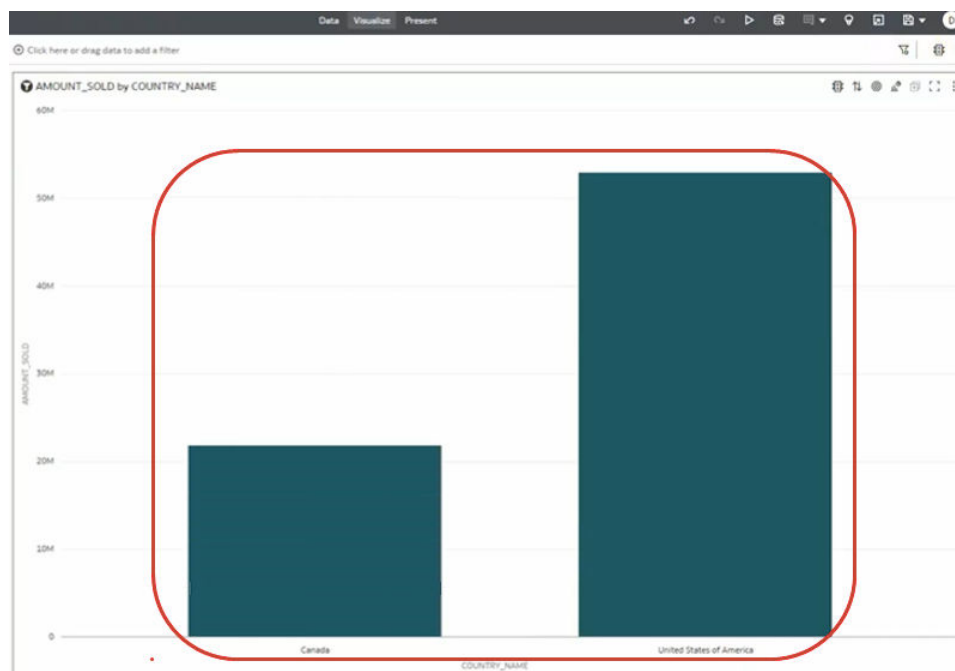 Data Visualize Present
Click here or drag data to add a filter
AMOUNT_SOLD by COUNTRY_NAME
60M
50M
40M
30M
20M
10M
0
AMOUNT_SOLD
Canada United States of America
COUNTRY_NAME